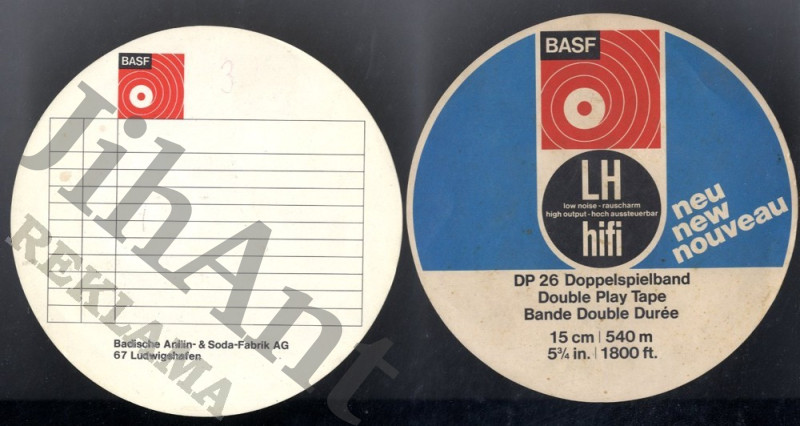 BASF
3
Badische Anilin- & Soda-Fabrik AG
67 Ludwigshafen
JihAnt
REKLAMA
BASF
LH
low noise - rauscharm
high output - hoch aussteuerbar
hifi
neu
new
nouveau
DP 26 Doppelspielband
Double Play Tape
Bande Double Durée
15 cm | 540 m
5¾ in. | 1800 ft.